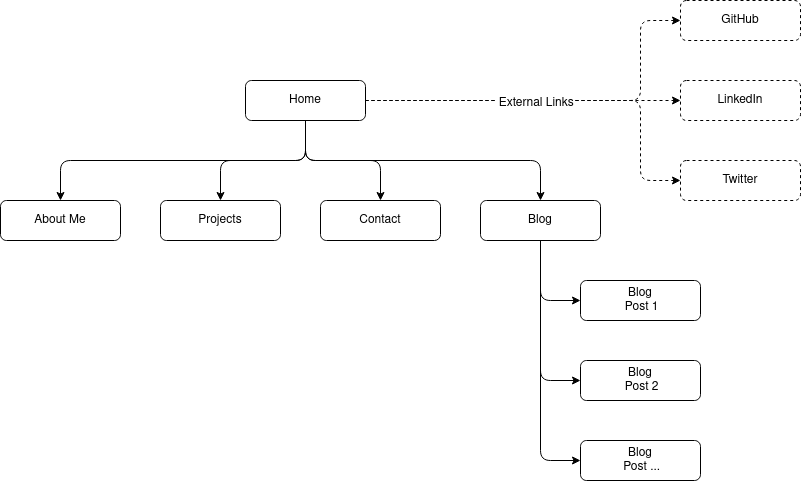 GitHub
Home
External Links
LinkedIn
Twitter
About Me
Projects
Contact
Blog
Blog
Post 1
Blog
Post 2
Blog
Post ...